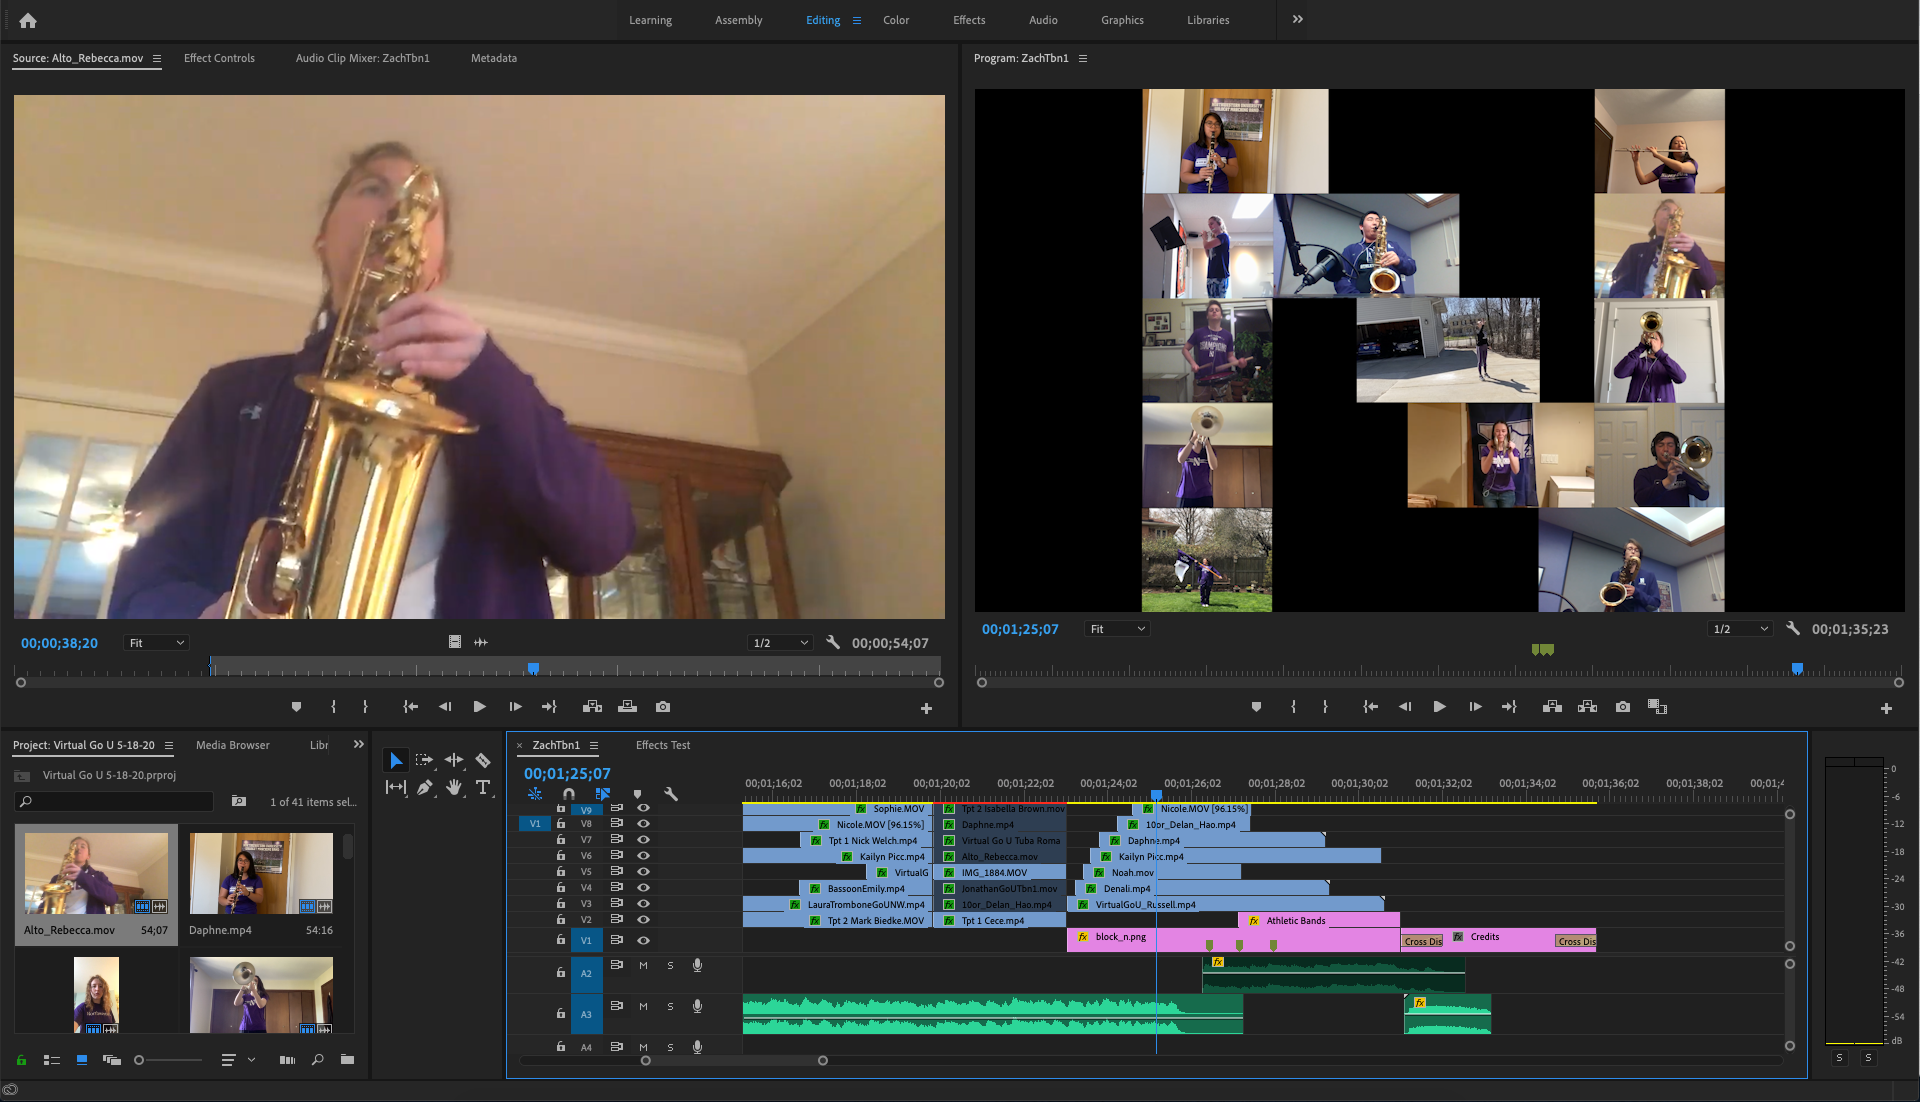 Learning Assembly Editing Color Effects Audio Graphics Libraries
Source: Alto_Rebecca.mov Effect Controls Audio Clip Mixer: ZachTbn1 Metadata
Program: ZachTbn1
00;00;38;20 Fit 1/2 00;00;54;07
00;01;25;07 Fit 1/2 00;01;35;23
Project: Virtual Go U 5-18-20 Media Browser Libr
Virtual Go U 5-18-20.prproj
1 of 41 items sel...
Alto_Rebecca.mov 54;07
Daphne.mp4 54:16
ZachTbn1 Effects Test
00;01;25;07
00;01;16;02 00;01;18;02 00;01;20;02 00;01;22;02 00;01;24;02 00;01;26;02 00;01;28;02 00;01;30;02 00;01;32;02 00;01;34;02 00;01;36;02 00;01;38;02 00;01;4
V9 Sophie.MOV Tpt 2 Isabella Brown.mov Nicole.MOV [96.15%]
V1 V8 Nicole.MOV [96.15%] Daphne.mp4 10or_Delan_Hao.mp4
V7 Tpt 1 Nick Welch.mp4 Virtual Go U Tuba Roma Daphne.mp4
V6 Kailyn Picc.mp4 Alto_Rebecca.mov Kailyn Picc.mp4
V5 VirtualG IMG_1884.MOV Noah.mov
V4 BassoonEmily.mp4 JonathanGoUTbn1.mov Denali.mp4
V3 LauraTromboneGoUNW.mp4 10or_Delan_Hao.mp4 VirtualGoU_Russell.mp4
V2 Tpt 2 Mark Biedke.MOV Tpt 1 Cece.mp4 Athletic Bands
V1 block_n.png Cross Dis Credits Cross Dis
A2 M S
A3 M S
A4 M S
fx
0
-6
-12
-18
-24
-30
-36
-42
-48
-54
dB
S S